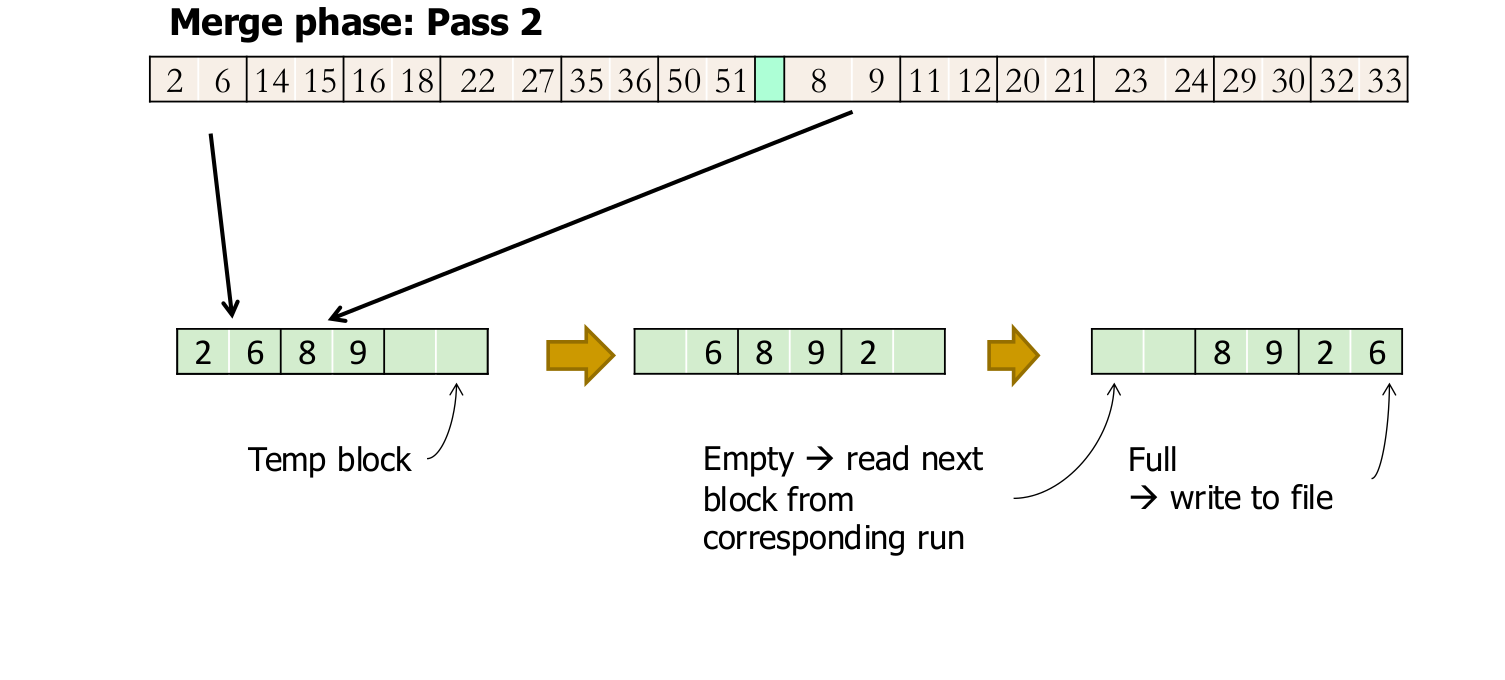 Merge phase: Pass 2
2 6 14 15 16 18 22 27 35 36 50 51 8 9 11 12 20 21 23 24 29 30 32 33
2 6 8 9 6 8 9 2 8 9 2 6
Temp block
Empty → read next
block from
corresponding run
Full
→ write to file